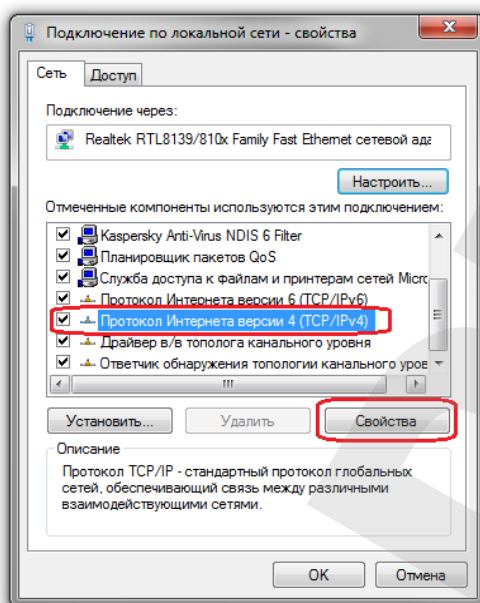 Подключение по локальной сети - свойства
Сеть
Доступ
Подключение через:
Realtek RTL8139/810x Family Fast Ethernet сетевой ада
Настроить...
Отмеченные компоненты используются этим подключением:
Kaspersky Anti-Virus NDIS 6 Filter
Планировщик пакетов QoS
Служба доступа к файлам и принтерам сетей Micro
Протокол Интернета версии 6 (TCP/IPv6)
Протокол Интернета версии 4 (TCP/IPv4)
Драйвер в/в тополога канального уровня
Ответчик обнаружения топологии канального уров
Установить...
Удалить
Свойства
Описание
Протокол TCP/IP - стандартный протокол глобальных
сетей, обеспечивающий связь между различными
взаимодействующими сетями.
OK
Отмена